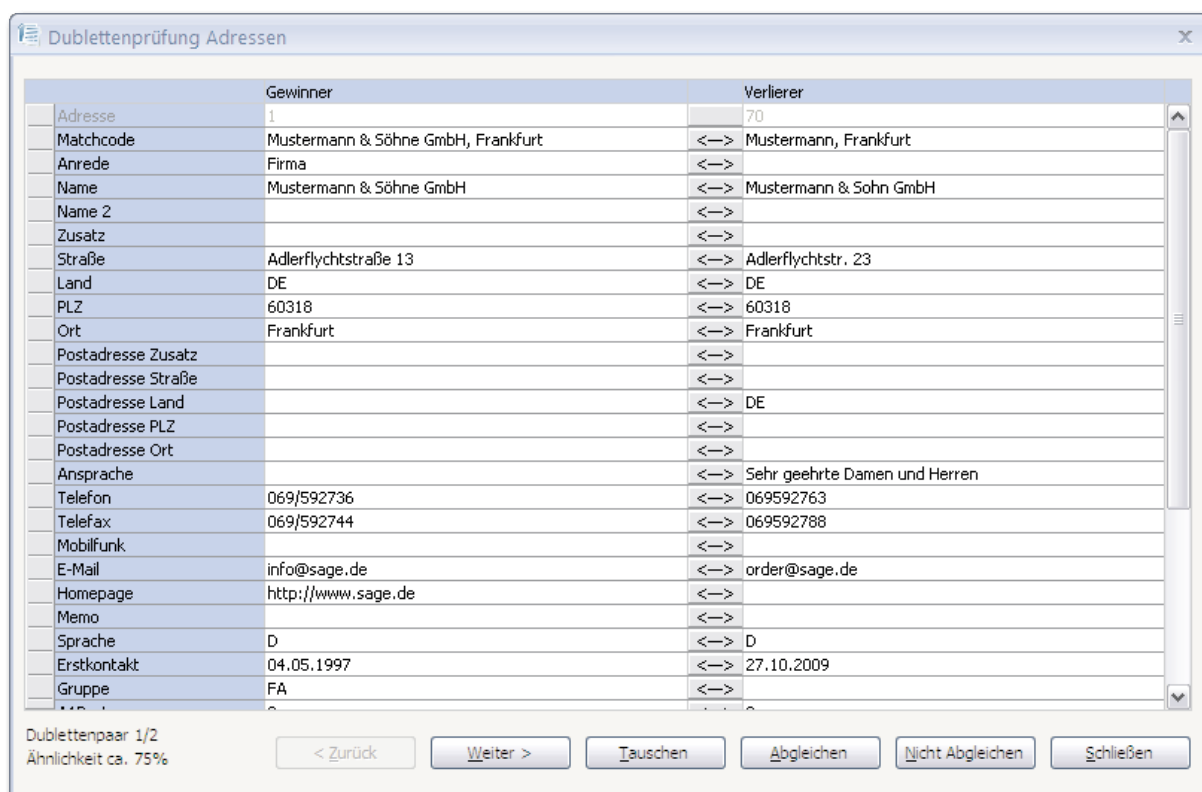 Dublettenprüfung Adressen
Gewinner Verlierer
Adresse 1 70
Matchcode Mustermann & Söhne GmbH, Frankfurt <—> Mustermann, Frankfurt
Anrede Firma <—>
Name Mustermann & Söhne GmbH <—> Mustermann & Sohn GmbH
Name 2 <—>
Zusatz <—>
Straße Adlerflychtstraße 13 <—> Adlerflychtstr. 23
Land DE <—> DE
PLZ 60318 <—> 60318
Ort Frankfurt <—> Frankfurt
Postadresse Zusatz <—>
Postadresse Straße <—>
Postadresse Land <—> DE
Postadresse PLZ <—>
Postadresse Ort <—>
Ansprache <—> Sehr geehrte Damen und Herren
Telefon 069/592736 <—> 069592763
Telefax 069/592744 <—> 069592788
Mobilfunk <—>
E-Mail info@sage.de <—> order@sage.de
Homepage http://www.sage.de <—>
Memo <—>
Sprache D <—> D
Erstkontakt 04.05.1997 <—> 27.10.2009
Gruppe FA <—>
Dublettenpaar 1/2
Ähnlichkeit ca. 75%
< Zurück Weiter > Tauschen Abgleichen Nicht Abgleichen Schließen